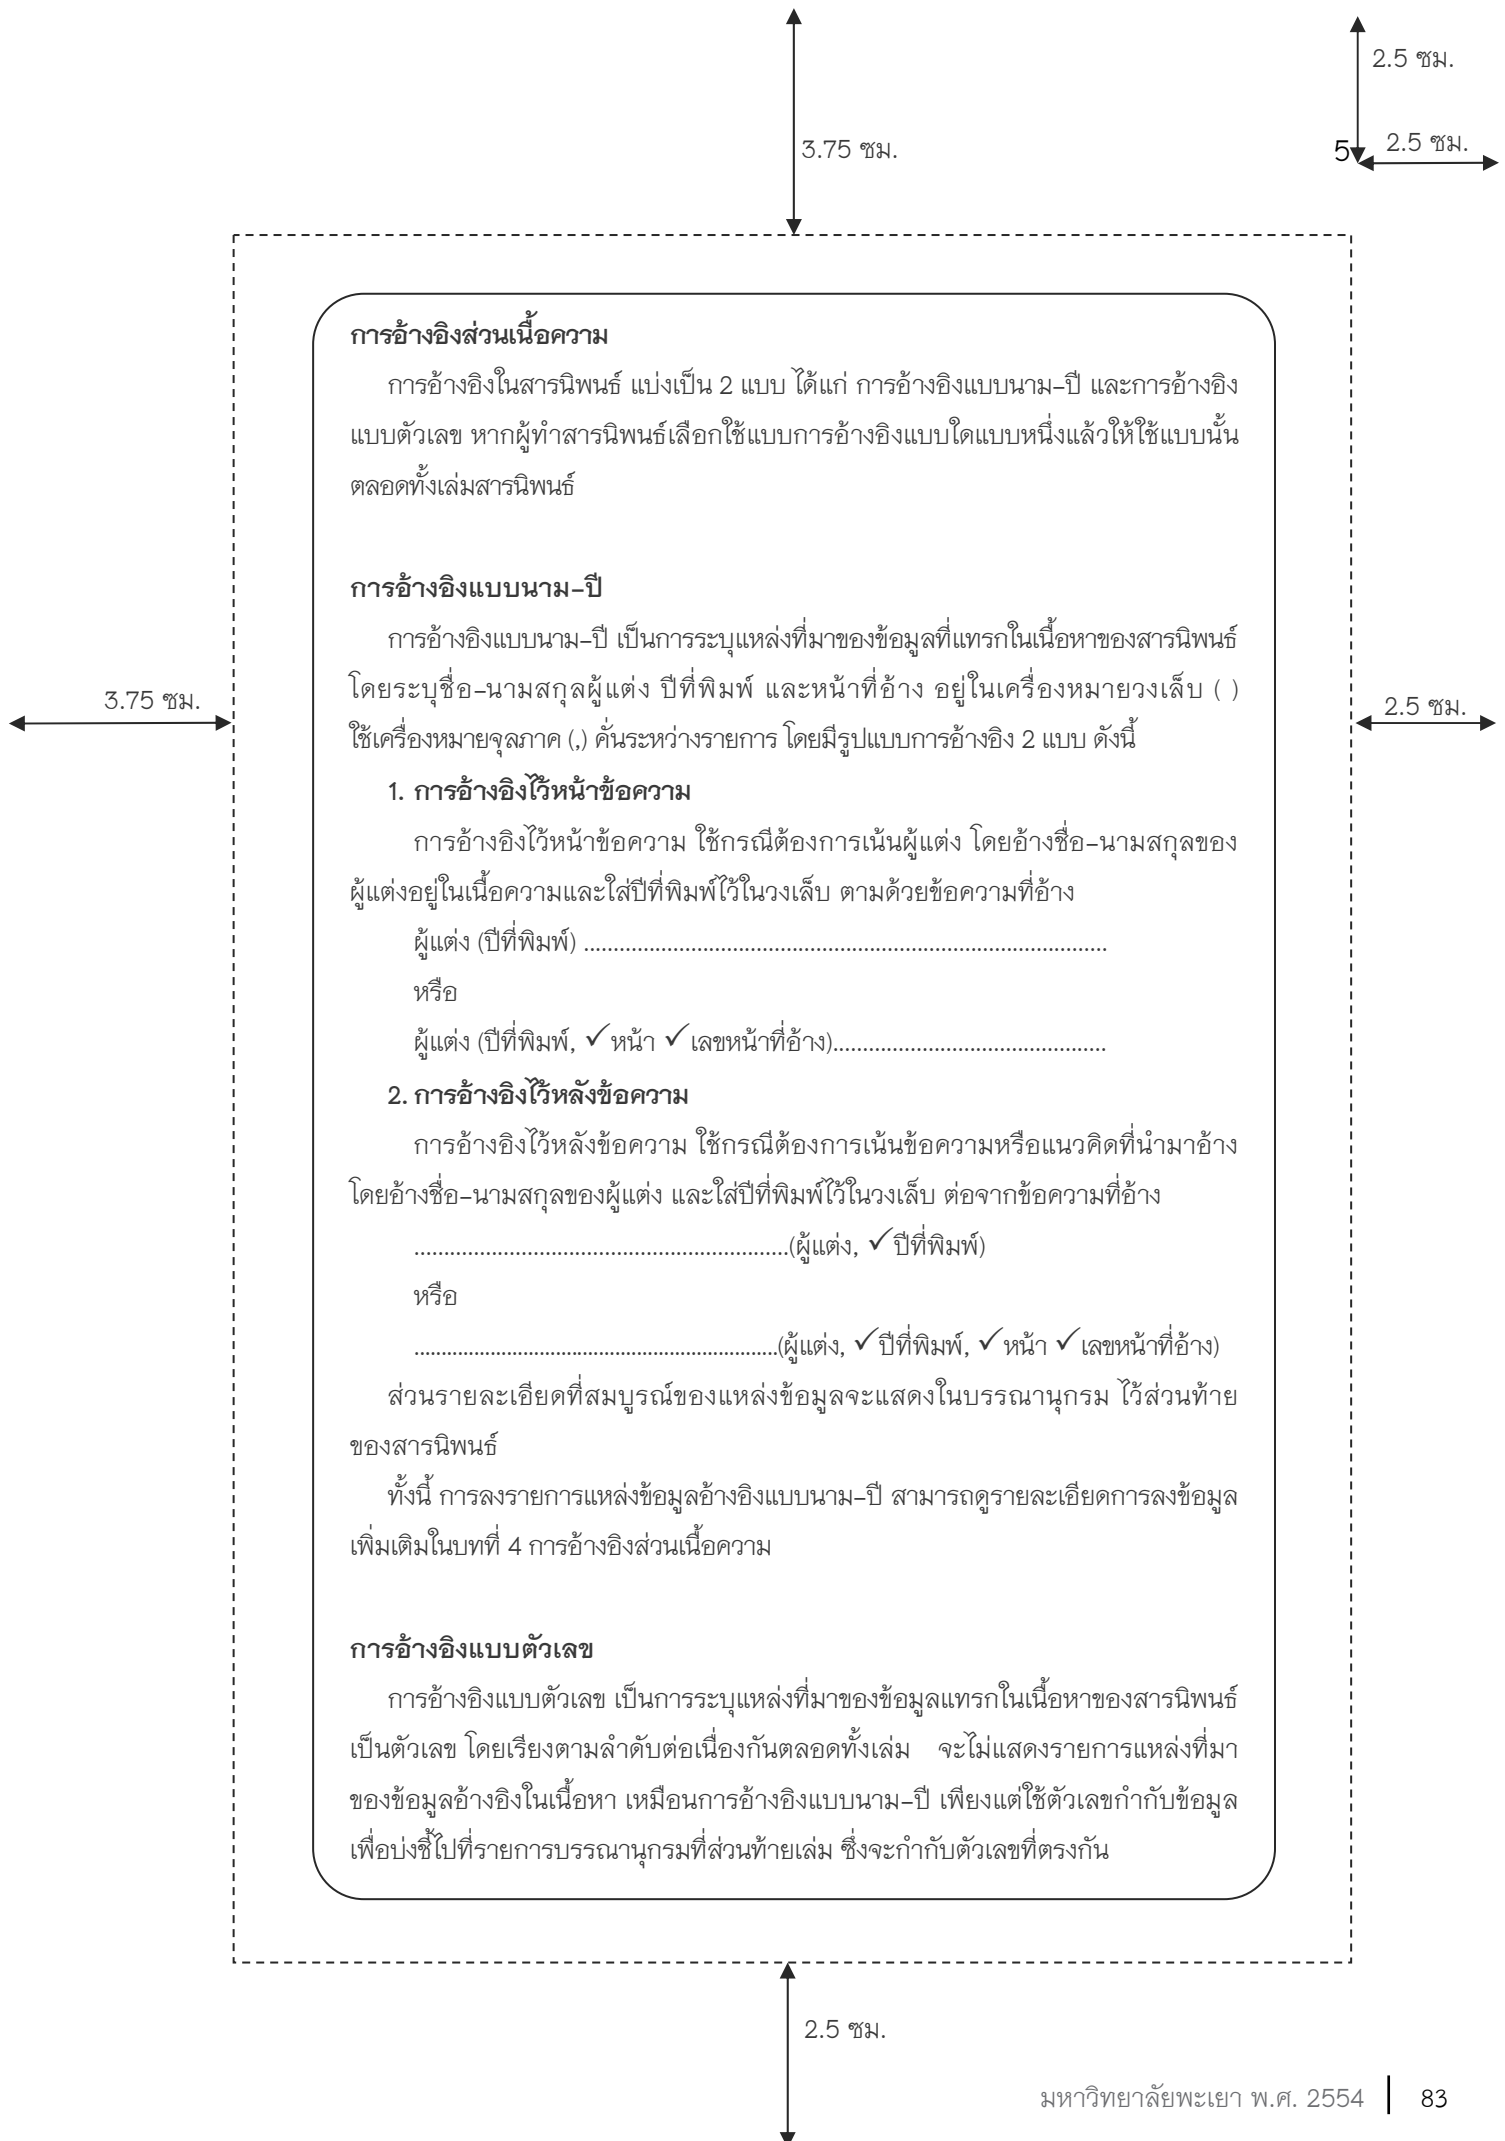 2.5 ซม.
3.75 ซม.
5
2.5 ซม.
การอ้างอิงส่วนเนื้อความ
การอ้างอิงในสารนิพนธ์ แบ่งเป็น 2 แบบ ได้แก่ การอ้างอิงแบบนาม–ปี และการอ้างอิง
แบบตัวเลข หากผู้ทำสารนิพนธ์เลือกใช้แบบการอ้างอิงแบบใดแบบหนึ่งแล้วให้ใช้แบบนั้น
ตลอดทั้งเล่มสารนิพนธ์
การอ้างอิงแบบนาม–ปี
การอ้างอิงแบบนาม–ปี เป็นการระบุแหล่งที่มาของข้อมูลที่แทรกในเนื้อหาของสารนิพนธ์
โดยระบุชื่อ–นามสกุลผู้แต่ง ปีที่พิมพ์ และหน้าที่อ้าง อยู่ในเครื่องหมายวงเล็บ ( )
3.75 ซม.
2.5 ซม.
ใช้เครื่องหมายจุลภาค (,) คั่นระหว่างรายการ โดยมีรูปแบบการอ้างอิง 2 แบบ ดังนี้
1. การอ้างอิงไว้หน้าข้อความ
การอ้างอิงไว้หน้าข้อความ ใช้กรณีต้องการเน้นผู้แต่ง โดยอ้างชื่อ–นามสกุลของ
ผู้แต่งอยู่ในเนื้อความและใส่ปีที่พิมพ์ไว้ในวงเล็บ ตามด้วยข้อความที่อ้าง
ผู้แต่ง (ปีที่พิมพ์) ........................................................................................
หรือ
ผู้แต่ง (ปีที่พิมพ์, ✓หน้า ✓เลขหน้าที่อ้าง)..............................................
2. การอ้างอิงไว้หลังข้อความ
การอ้างอิงไว้หลังข้อความ ใช้กรณีต้องการเน้นข้อความหรือแนวคิดที่นำมาอ้าง
โดยอ้างชื่อ–นามสกุลของผู้แต่ง และใส่ปีที่พิมพ์ไว้ในวงเล็บ ต่อจากข้อความที่อ้าง
...............................................................(ผู้แต่ง, ✓ปีที่พิมพ์)
หรือ
...................................................................(ผู้แต่ง, ✓ปีที่พิมพ์, ✓หน้า ✓เลขหน้าที่อ้าง)
ส่วนรายละเอียดที่สมบูรณ์ของแหล่งข้อมูลจะแสดงในบรรณานุกรม ไว้ส่วนท้าย
ของสารนิพนธ์
ทั้งนี้ การลงรายการแหล่งข้อมูลอ้างอิงแบบนาม–ปี สามารถดูรายละเอียดการลงข้อมูล
เพิ่มเติมในบทที่ 4 การอ้างอิงส่วนเนื้อความ
การอ้างอิงแบบตัวเลข
การอ้างอิงแบบตัวเลข เป็นการระบุแหล่งที่มาของข้อมูลแทรกในเนื้อหาของสารนิพนธ์
เป็นตัวเลข โดยเรียงตามลำดับต่อเนื่องกันตลอดทั้งเล่ม จะไม่แสดงรายการแหล่งที่มา
ของข้อมูลอ้างอิงในเนื้อหา เหมือนการอ้างอิงแบบนาม–ปี เพียงแต่ใช้ตัวเลขกำกับข้อมูล
เพื่อบ่งชี้ไปที่รายการบรรณานุกรมที่ส่วนท้ายเล่ม ซึ่งจะกำกับตัวเลขที่ตรงกัน
2.5 ซม.
มหาวิทยาลัยพะเยา พ.ศ. 2554 | 83